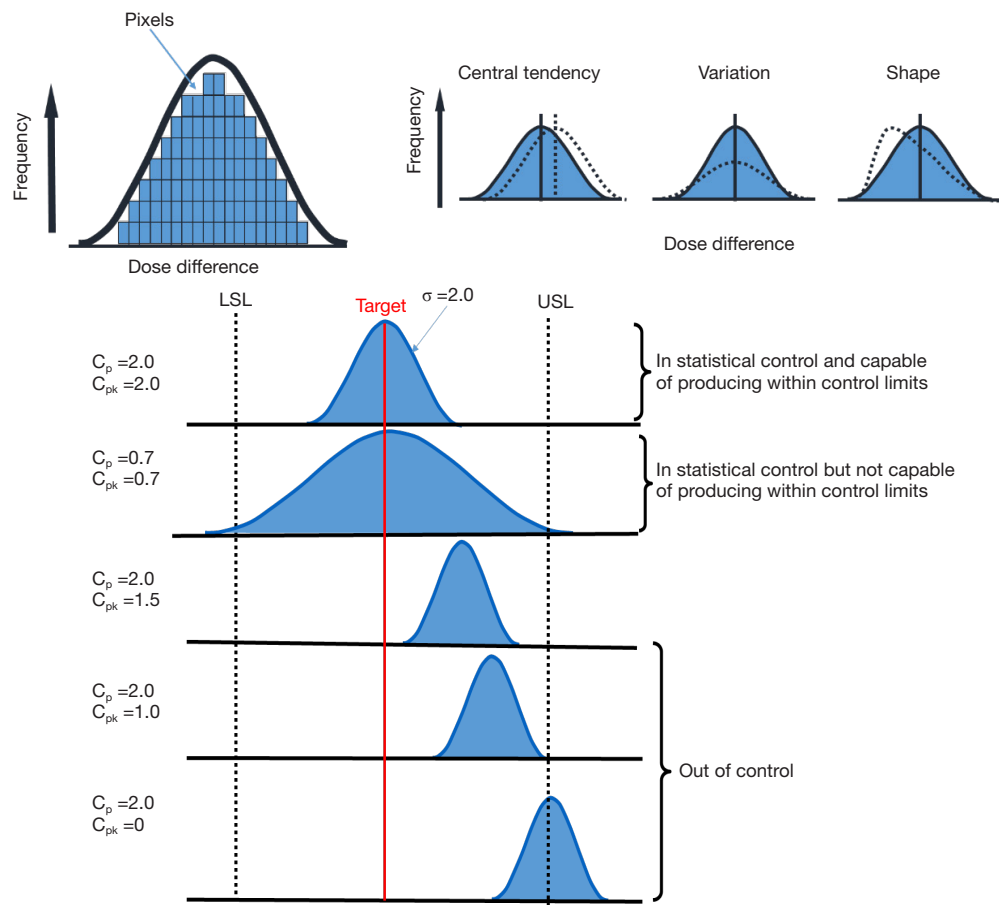 Pixels
Frequency
Dose difference
Central tendency
Variation
Shape
Frequency
Dose difference
LSL
Target
σ =2.0
USL
Cp =2.0
Cpk =2.0
In statistical control and capable
of producing within control limits
Cp =0.7
Cpk =0.7
In statistical control but not capable
of producing within control limits
Cp =2.0
Cpk =1.5
Cp =2.0
Cpk =1.0
Out of control
Cp =2.0
Cpk =0